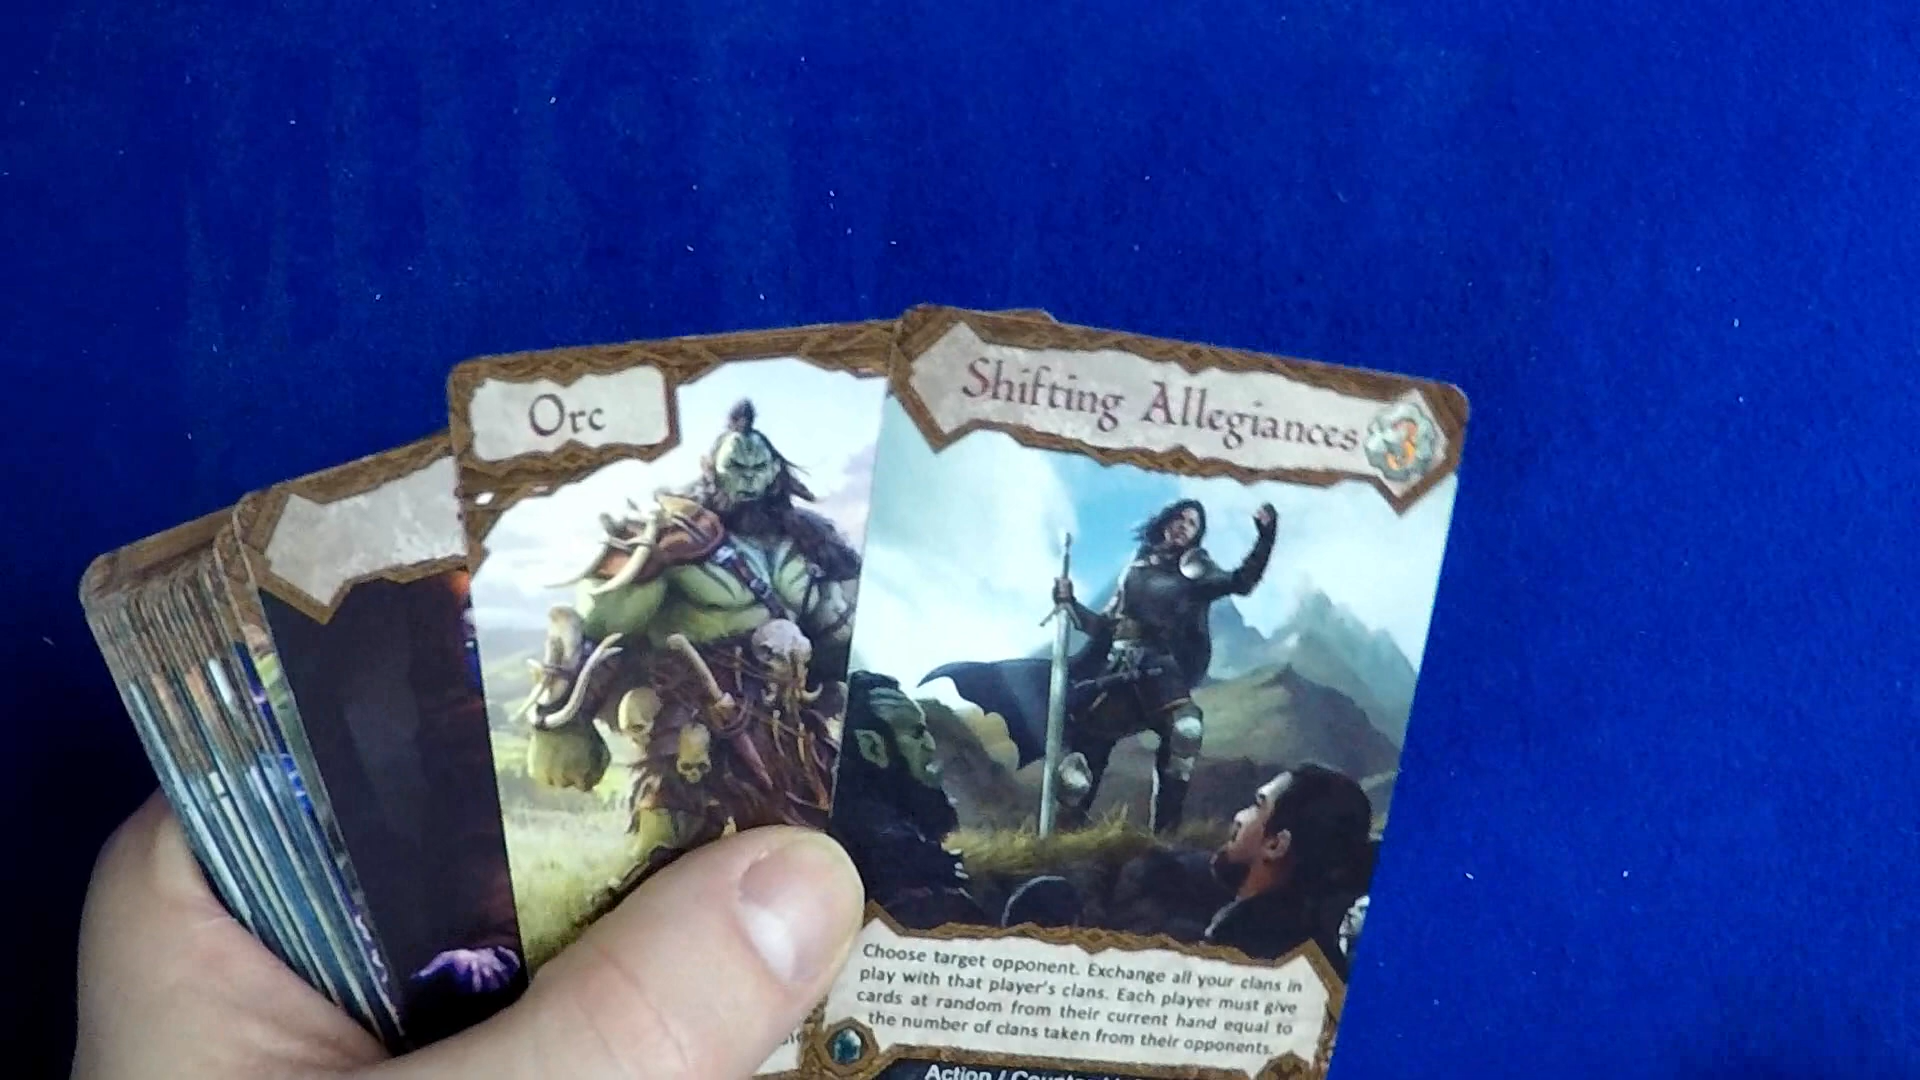 Orc
Shifting Allegiances 3
Choose target opponent. Exchange all your clans in
play with that player's clans. Each player must give
cards at random from their current hand equal to
the number of clans taken from their opponents.
Action /